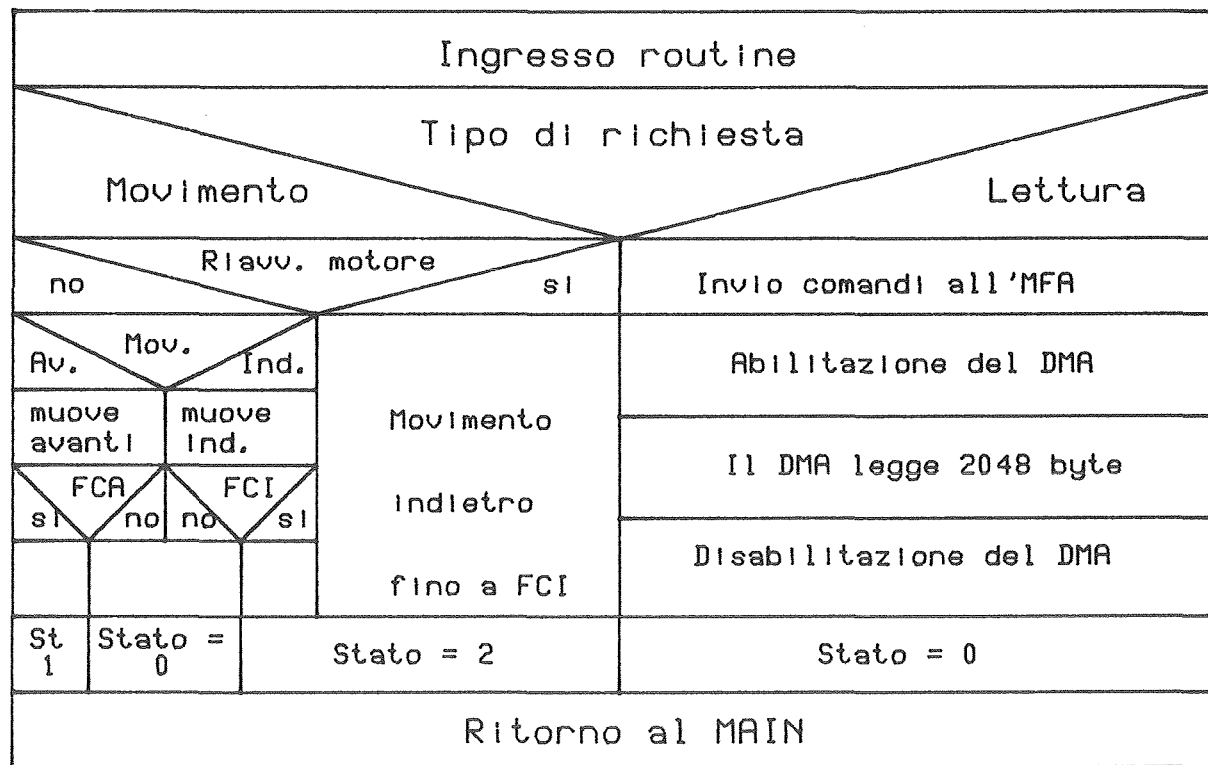 Ingresso routine
Tipo di richiesta
Movimento
Lettura
Riavv. motore
no
si
Invio comandi all'MFA
Mov.
Av.
Ind.
Abilitazione del DMA
muove
avanti
muove
ind.
Movimento
indietro
fino a FCI
Il DMA legge 2048 byte
FCA
si
no
FCI
no
si
Disabilitazione del DMA
St
1
Stato =
0
Stato = 2
Stato = 0
Ritorno al MAIN